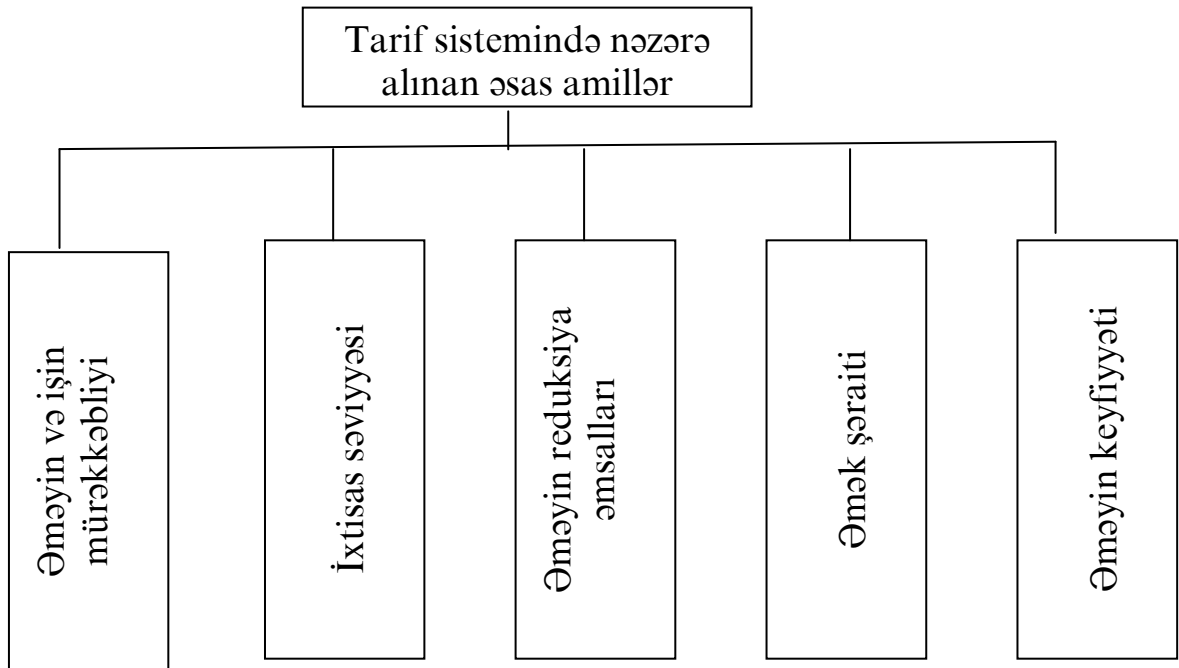 Tarif sistemində nəzərə
alınan əsas amillər
Əməyin və işin
mürəkkəbliyi
İxtisas səviyyəsi
Əməyin reduksiya
əmsalları
Əmək şəraiti
Əməyin keyfiyyəti